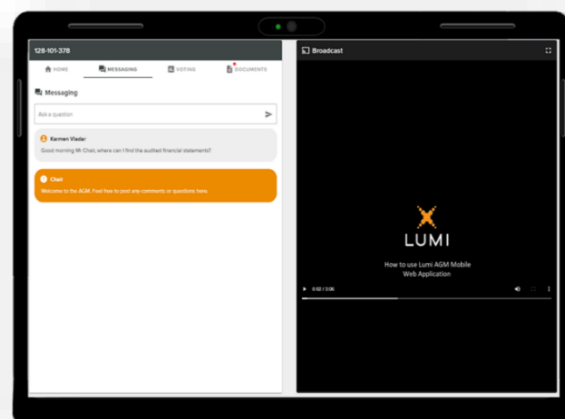 128-101-378
HOME
MESSAGING
VOTING
DOCUMENTS
Messaging
Ask a question
Karmen Vladar
Good morning Mr Chair, where can I find the audited financial statements?
Chair
Welcome to the AGM. Feel free to post any comments or questions here.
Broadcast
LUMI
How to use Lumi AGM Mobile
Web Application
0:02 / 3:06